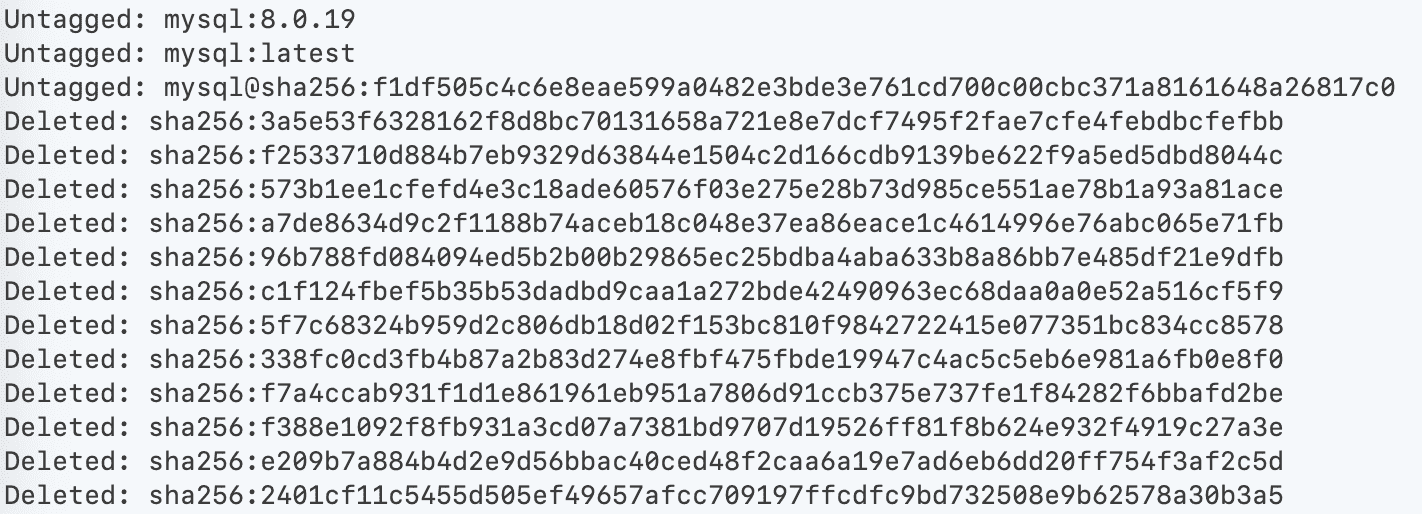 Untagged: mysql:8.0.19
Untagged: mysql:latest
Untagged: mysql@sha256:f1df505c4c6e8eae599a0482e3bde3e761cd700c00cbc371a8161648a26817c0
Deleted: sha256:3a5e53f6328162f8d8bc70131658a721e8e7dcf7495f2fae7cfe4febdbcfefbb
Deleted: sha256:f2533710d884b7eb9329d63844e1504c2d166cdb9139be622f9a5ed5dbd8044c
Deleted: sha256:573b1ee1cfefd4e3c18ade60576f03e275e28b73d985ce551ae78b1a93a81ace
Deleted: sha256:a7de8634d9c2f1188b74aceb18c048e37ea86eace1c4614996e76abc065e71fb
Deleted: sha256:96b788fd084094ed5b2b00b29865ec25bdba4aba633b8a86bb7e485df21e9dfb
Deleted: sha256:c1f124fbef5b35b53dadbd9caa1a272bde42490963ec68daa0a0e52a516cf5f9
Deleted: sha256:5f7c68324b959d2c806db18d02f153bc810f9842722415e077351bc834cc8578
Deleted: sha256:338fc0cd3fb4b87a2b83d274e8fbf475fbde19947c4ac5c5eb6e981a6fb0e8f0
Deleted: sha256:f7a4ccab931f1d1e861961eb951a7806d91ccb375e737fe1f84282f6bbafd2be
Deleted: sha256:f388e1092f8fb931a3cd07a7381bd9707d19526ff81f8b624e932f4919c27a3e
Deleted: sha256:e209b7a884b4d2e9d56bbac40ced48f2caa6a19e7ad6eb6dd20ff754f3af2c5d
Deleted: sha256:2401cf11c5455d505ef49657afcc709197ffcdfc9bd732508e9b62578a30b3a5